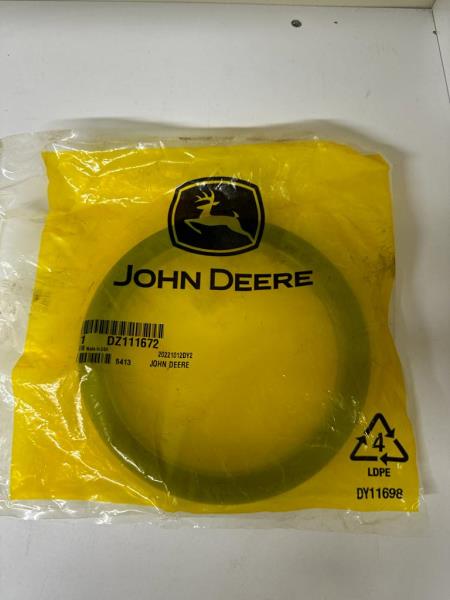 JOHN DEERE
1 DZ111672
Made in USA 20221012DY2
5413 JOHN DEERE
4
LDPE
DY11698